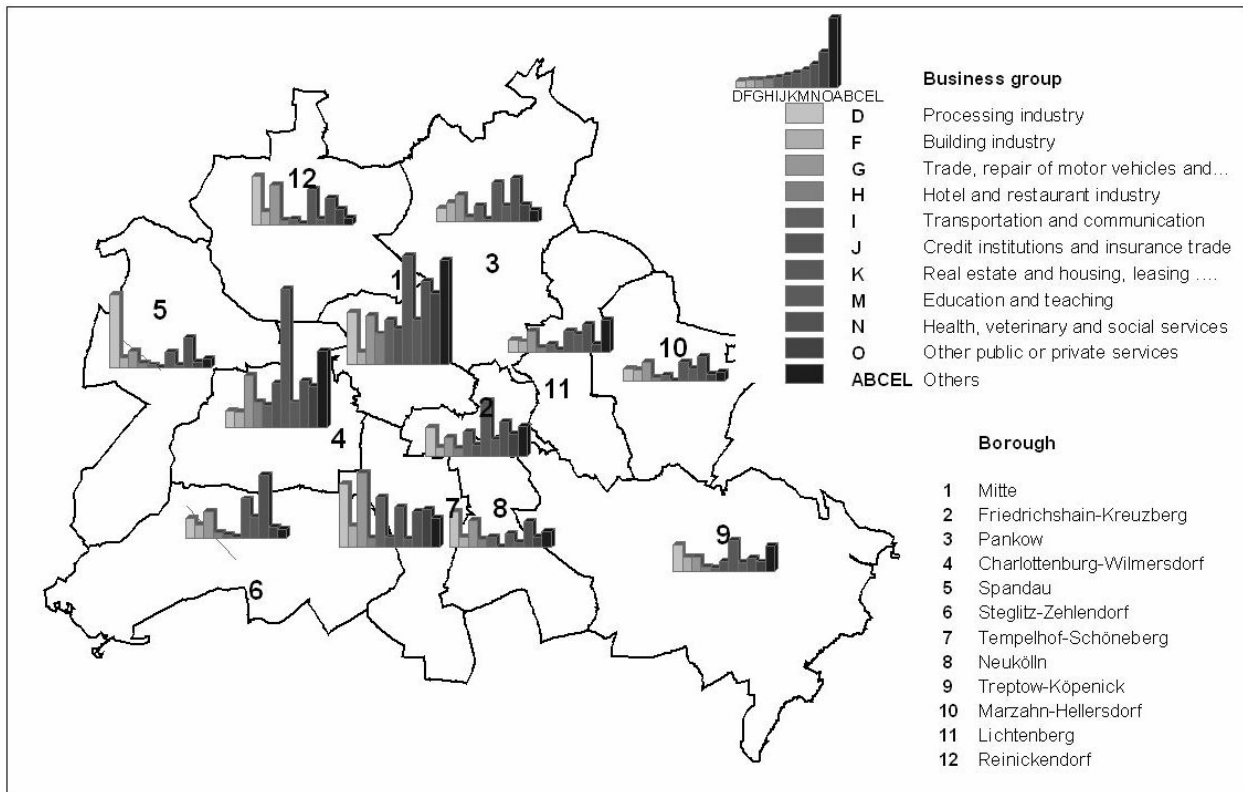 DFGHIJKMNOABCEL
Business group
D Processing industry
F Building industry
G Trade, repair of motor vehicles and…
H Hotel and restaurant industry
I Transportation and communication
J Credit institutions and insurance trade
K Real estate and housing, leasing ….
M Education and teaching
N Health, veterinary and social services
O Other public or private services
ABCEL Others
12
3
1
5
10
11
2
4
7
8
9
6
Borough
1 Mitte
2 Friedrichshain-Kreuzberg
3 Pankow
4 Charlottenburg-Wilmersdorf
5 Spandau
6 Steglitz-Zehlendorf
7 Tempelhof-Schöneberg
8 Neukölln
9 Treptow-Köpenick
10 Marzahn-Hellersdorf
11 Lichtenberg
12 Reinickendorf